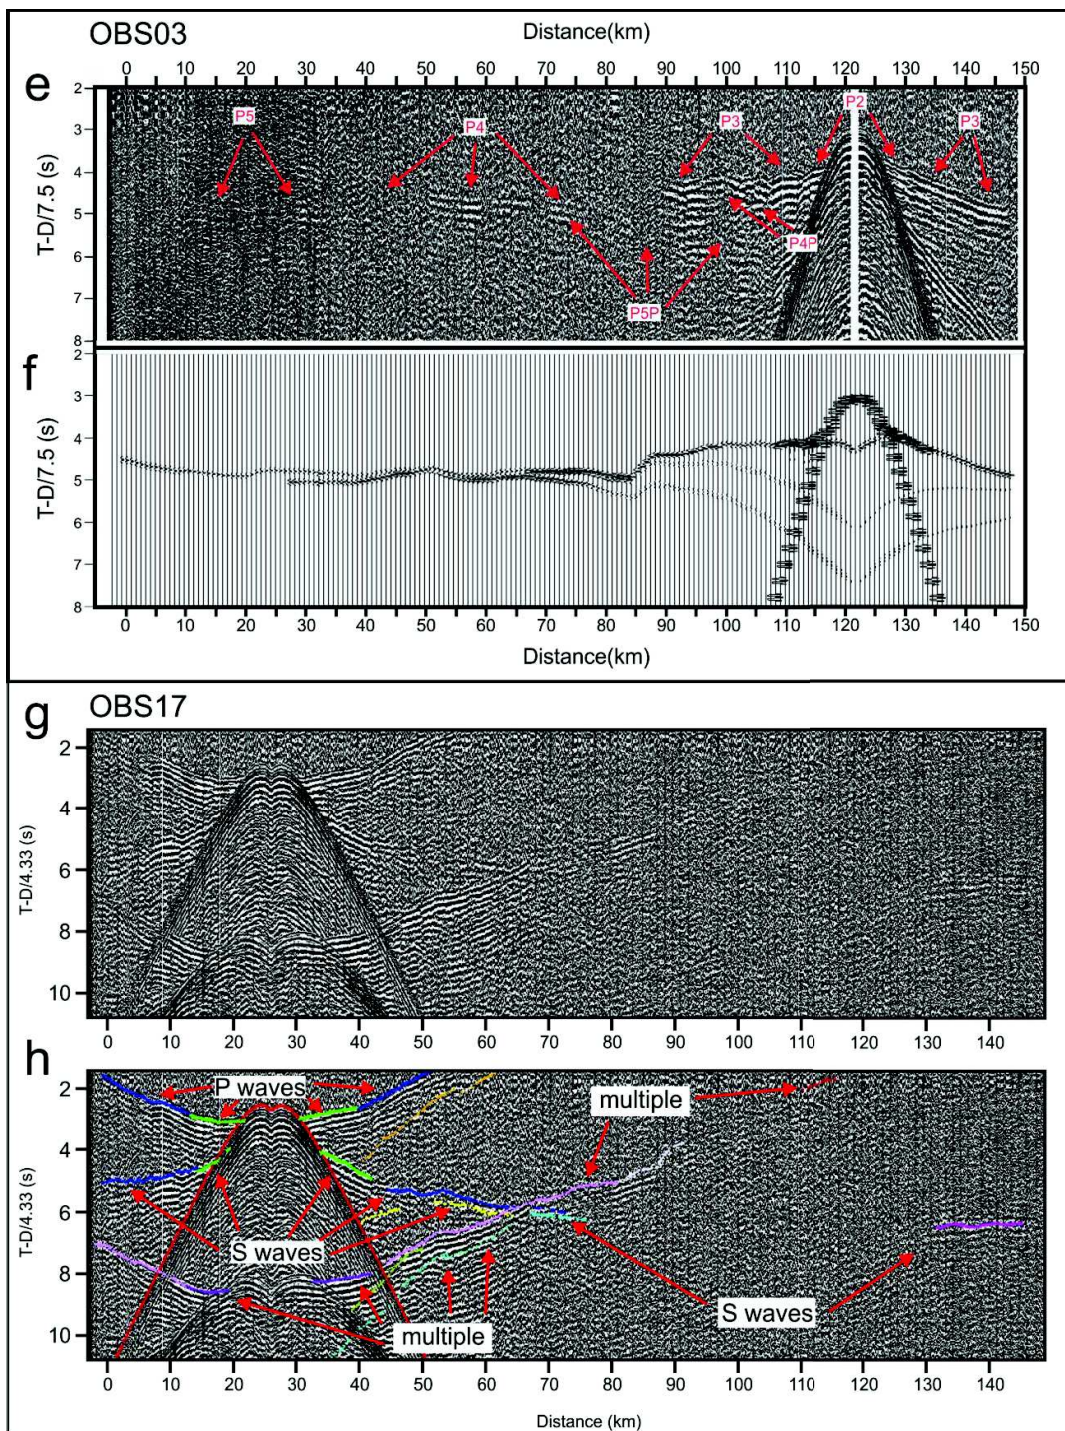 OBS03
Distance(km)
0 10 20 30 40 50 60 70 80 90 100 110 120 130 140 150
e
T-D/7.5 (s)
2
3
4
5
6
7
8
P5
P4
P3
P2
P3
P4P
P5P
f
T-D/7.5 (s)
2
3
4
5
6
7
8
0 10 20 30 40 50 60 70 80 90 100 110 120 130 140 150
Distance(km)
OBS17
g
T-D/4.33 (s)
2
4
6
8
10
0 10 20 30 40 50 60 70 80 90 100 110 120 130 140
h
T-D/4.33 (s)
2
4
6
8
10
P waves
multiple
S waves
S waves
multiple
0 10 20 30 40 50 60 70 80 90 100 110 120 130 140
Distance (km)